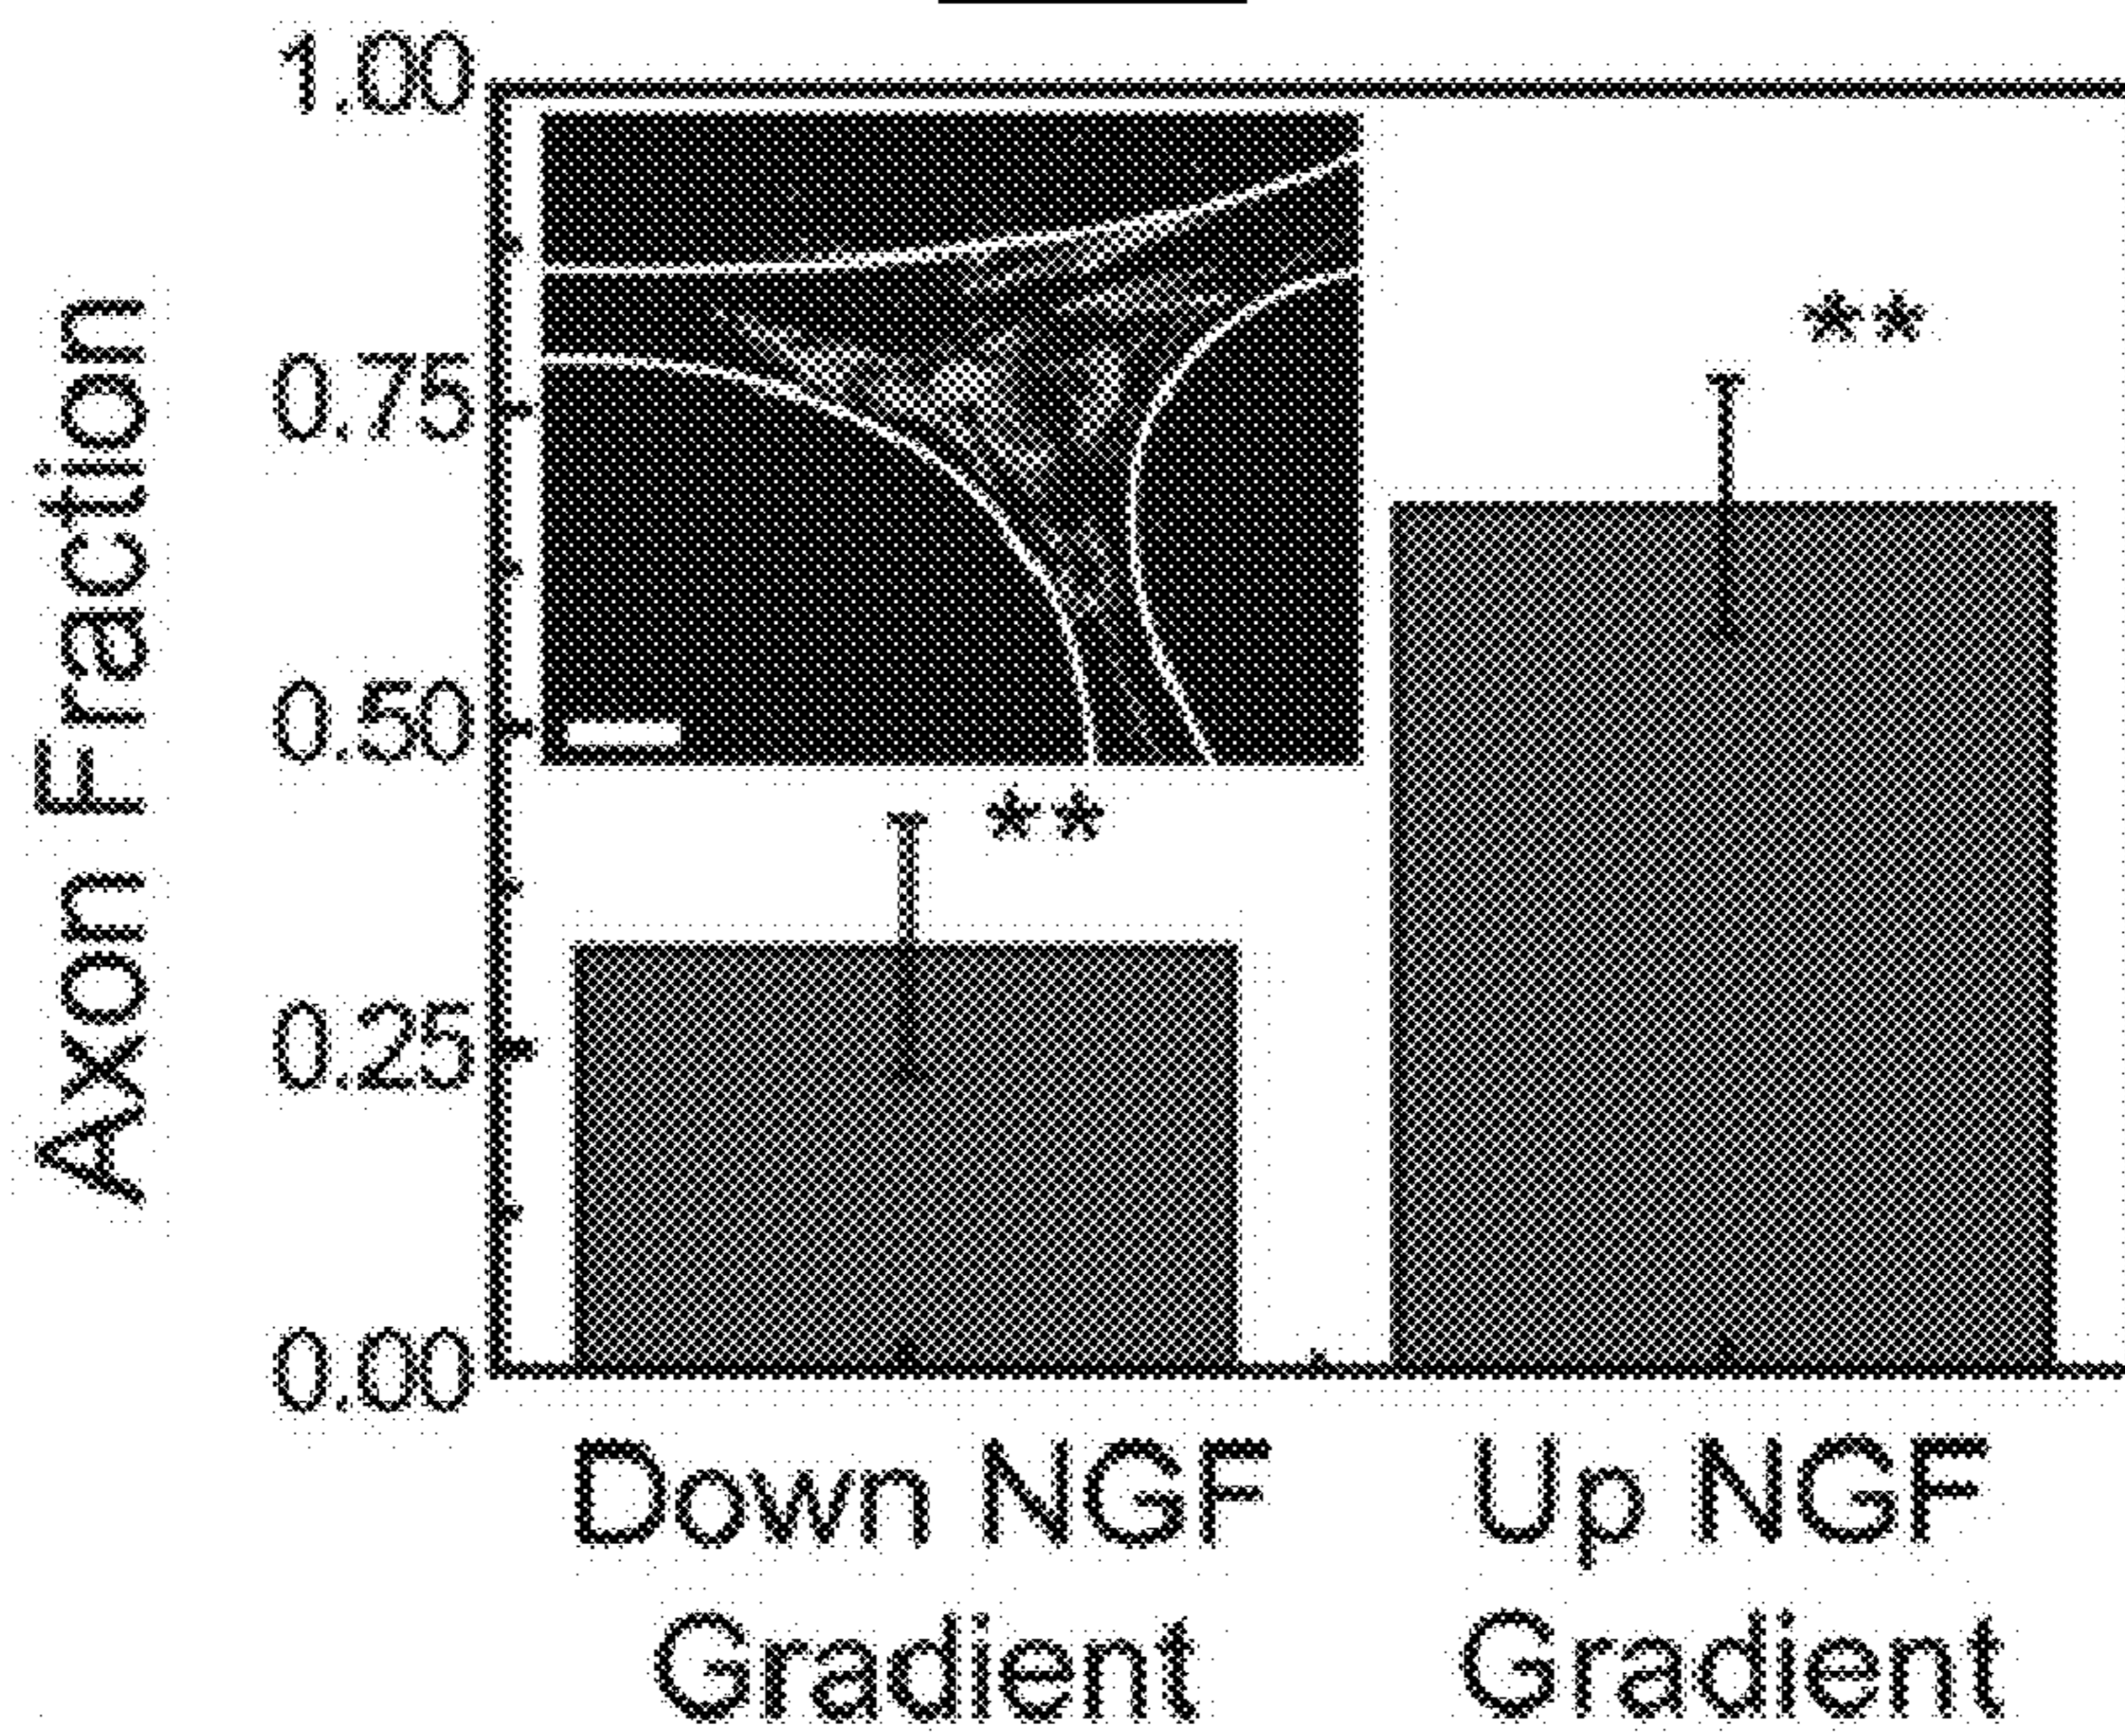 1.00
0.75
0.50
0.25
0.00
Axon Fraction
**
**
Down NGF
Gradient
Up NGF
Gradient